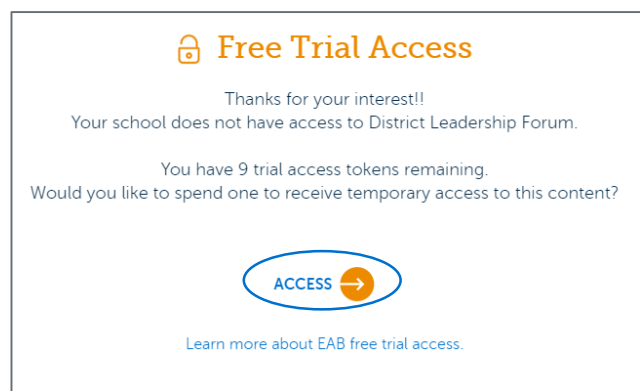 Free Trial Access
Thanks for your interest!!
Your school does not have access to District Leadership Forum.
You have 9 trial access tokens remaining.
Would you like to spend one to receive temporary access to this content?
ACCESS
Learn more about EAB free trial access.